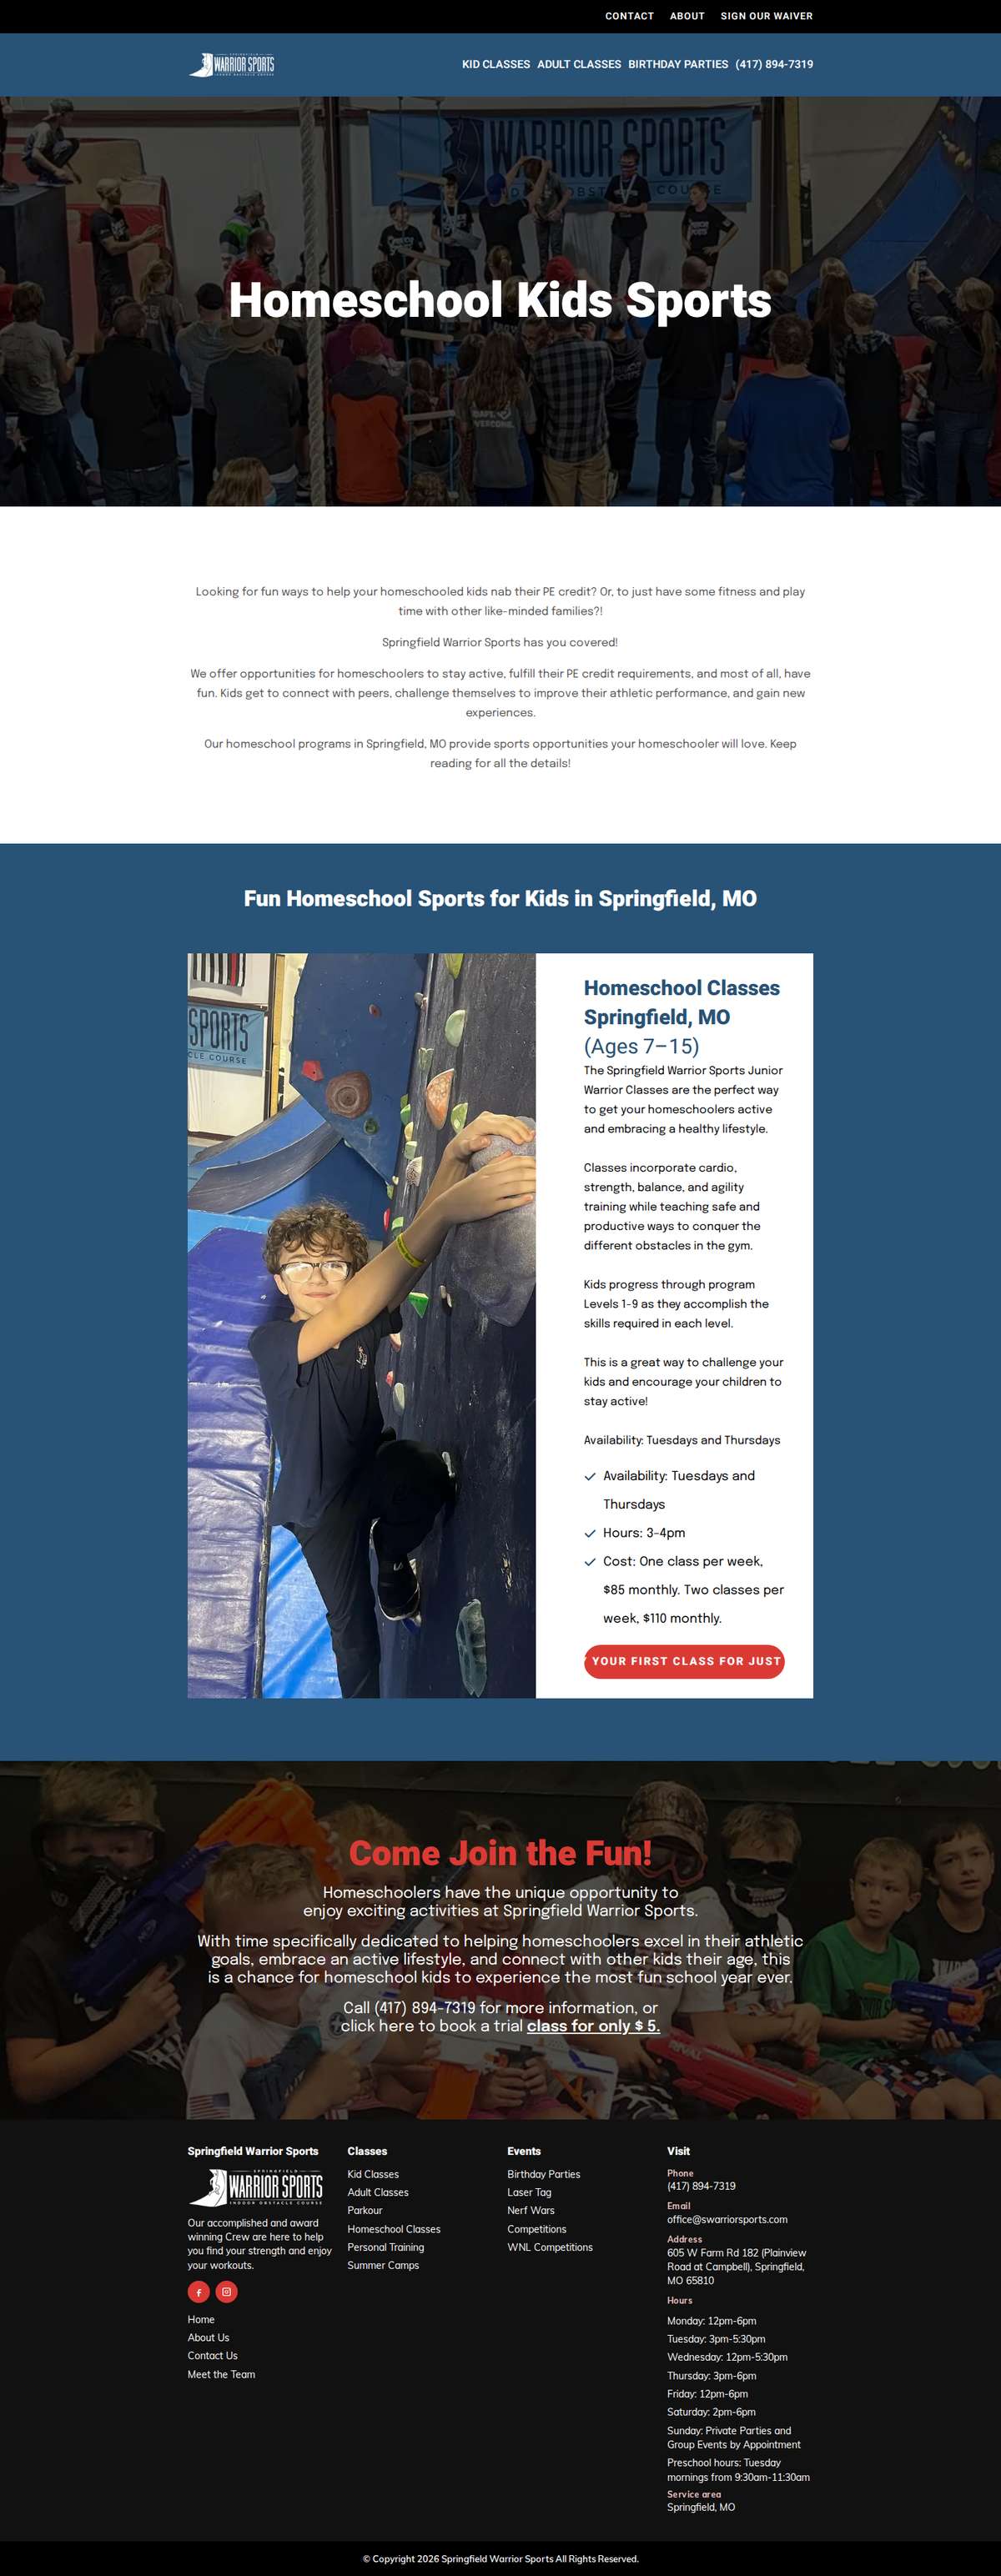 CONTACT ABOUT SIGN OUR WAIVER
SPRINGFIELD
WARRIOR SPORTS
KID CLASSES ADULT CLASSES BIRTHDAY PARTIES (417) 894-7319
WARRIOR SPORTS
Homeschool Kids Sports
Looking for fun ways to help your homeschooled kids nab their PE credit? Or, to just have some fitness and play
time with other like-minded families?!
Springfield Warrior Sports has you covered!
We offer opportunities for homeschoolers to stay active, fulfill their PE credit requirements, and most of all, have
fun. Kids get to connect with peers, challenge themselves to improve their athletic performance, and gain new
experiences.
Our homeschool programs in Springfield, MO provide sports opportunities your homeschooler will love. Keep
reading for all the details!
Fun Homeschool Sports for Kids in Springfield, MO
SPORTS
CLE COURSE
Homeschool Classes
Springfield, MO
(Ages 7–15)
The Springfield Warrior Sports Junior
Warrior Classes are the perfect way
to get your homeschoolers active
and embracing a healthy lifestyle.
Classes incorporate cardio,
strength, balance, and agility
training while teaching safe and
productive ways to conquer the
different obstacles in the gym.
Kids progress through program
Levels 1-9 as they accomplish the
skills required in each level.
This is a great way to challenge your
kids and encourage your children to
stay active!
Availability: Tuesdays and Thursdays
Availability: Tuesdays and
Thursdays
Hours: 3-4pm
Cost: One class per week,
$85 monthly. Two classes per
week, $110 monthly.
YOUR FIRST CLASS FOR JUST
Come Join the Fun!
Homeschoolers have the unique opportunity to
enjoy exciting activities at Springfield Warrior Sports.
With time specifically dedicated to helping homeschoolers excel in their athletic
goals, embrace an active lifestyle, and connect with other kids their age, this
is a chance for homeschool kids to experience the most fun school year ever.
Call (417) 894-7319 for more information, or
click here to book a trial class for only $ 5.
RIVAL
Springfield Warrior Sports
SPRINGFIELD
WARRIOR SPORTS
INDOOR OBSTACLE COURSE
Our accomplished and award
winning Crew are here to help
you find your strength and enjoy
your workouts.
Home
About Us
Contact Us
Meet the Team
Classes
Kid Classes
Adult Classes
Parkour
Homeschool Classes
Personal Training
Summer Camps
Events
Birthday Parties
Laser Tag
Nerf Wars
Competitions
WNL Competitions
Visit
Phone
(417) 894-7319
Email
office@swarriorsports.com
Address
605 W Farm Rd 182 (Plainview
Road at Campbell), Springfield,
MO 65810
Hours
Monday: 12pm-6pm
Tuesday: 3pm-5:30pm
Wednesday: 12pm-5:30pm
Thursday: 3pm-6pm
Friday: 12pm-6pm
Saturday: 2pm-6pm
Sunday: Private Parties and
Group Events by Appointment
Preschool hours: Tuesday
mornings from 9:30am-11:30am
Service area
Springfield, MO
© Copyright 2026 Springfield Warrior Sports All Rights Reserved.